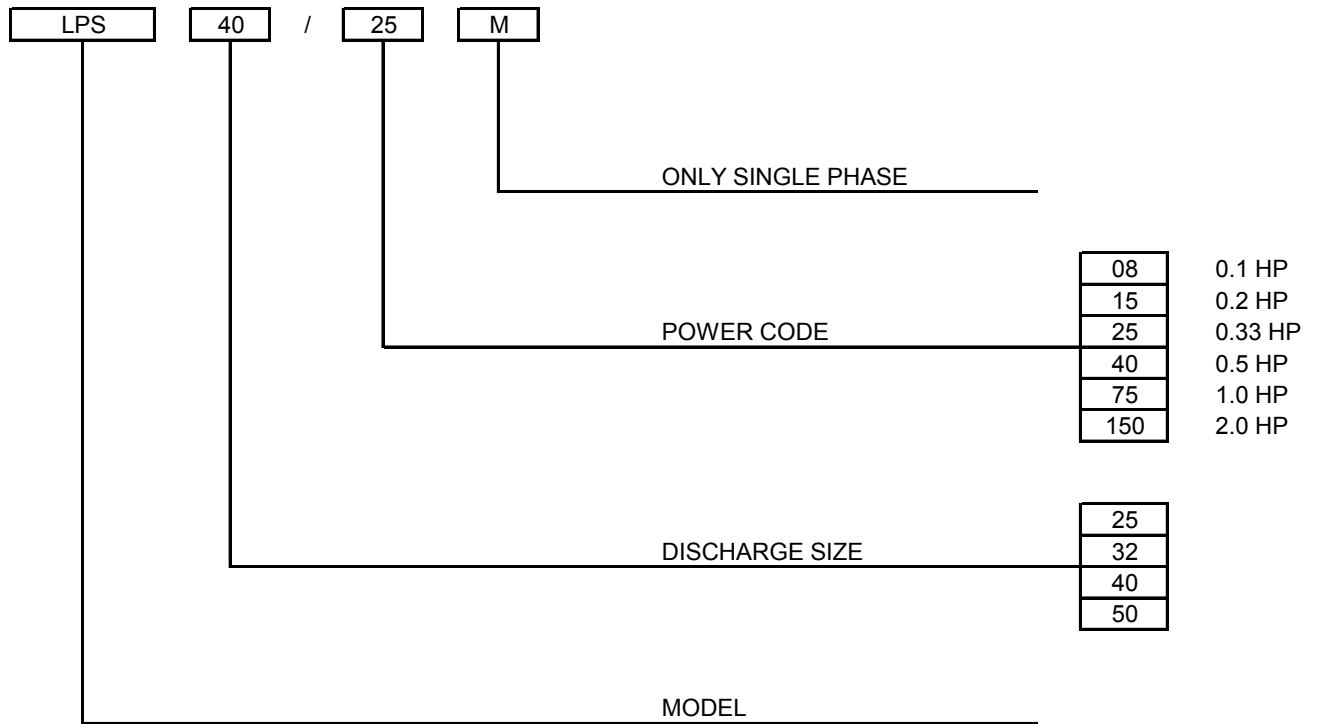 LPS 40 / 25 M
ONLY SINGLE PHASE
08 0.1 HP
15 0.2 HP
POWER CODE 25 0.33 HP
40 0.5 HP
75 1.0 HP
150 2.0 HP
25
DISCHARGE SIZE 32
40
50
MODEL